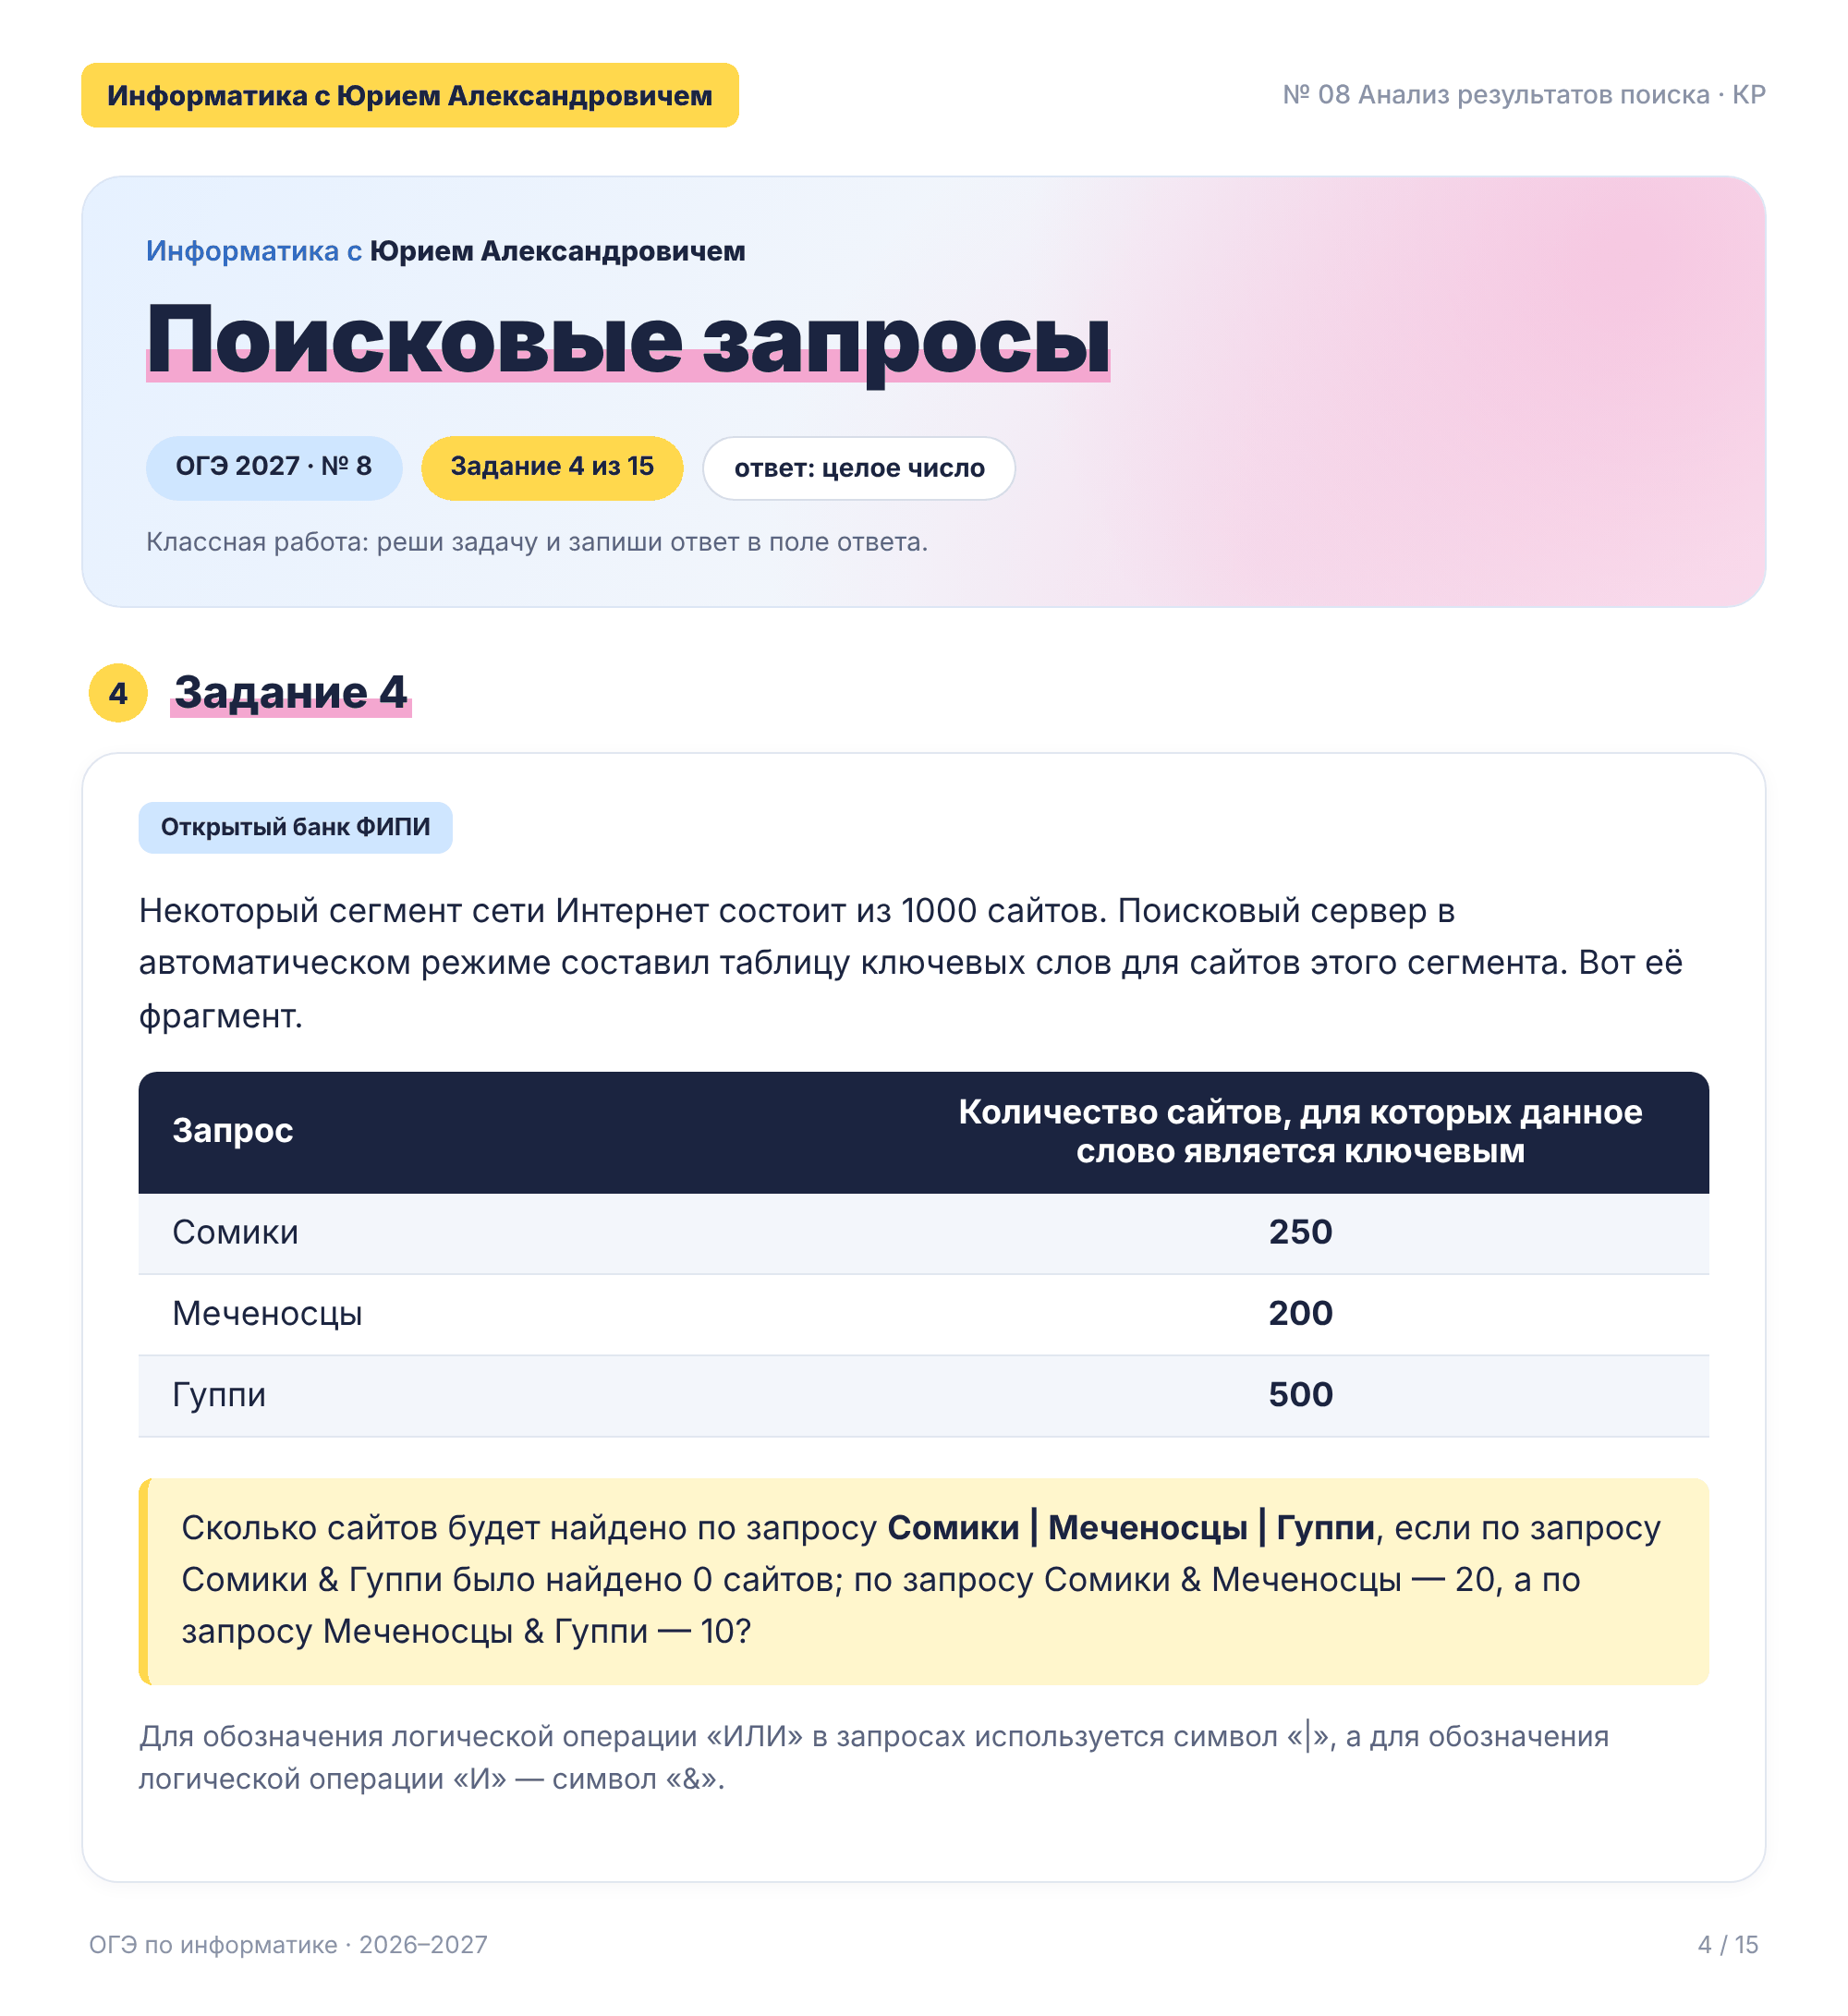 Информатика с Юрием Александровичем
№ 08 Анализ результатов поиска · КР
Информатика с Юрием Александровичем
Поисковые запросы
ОГЭ 2027 · № 8
Задание 4 из 15
ответ: целое число
Классная работа: реши задачу и запиши ответ в поле ответа.
4
Задание 4
Открытый банк ФИПИ
Некоторый сегмент сети Интернет состоит из 1000 сайтов. Поисковый сервер в
автоматическом режиме составил таблицу ключевых слов для сайтов этого сегмента. Вот её
фрагмент.
Запрос
Количество сайтов, для которых данное
слово является ключевым
Сомики 250
Меченосцы 200
Гуппи 500
Сколько сайтов будет найдено по запросу Сомики | Меченосцы | Гуппи, если по запросу
Сомики & Гуппи было найдено 0 сайтов; по запросу Сомики & Меченосцы — 20, а по
запросу Меченосцы & Гуппи — 10?
Для обозначения логической операции «ИЛИ» в запросах используется символ «|», а для обозначения
логической операции «И» — символ «&».
ОГЭ по информатике · 2026–2027
4 / 15